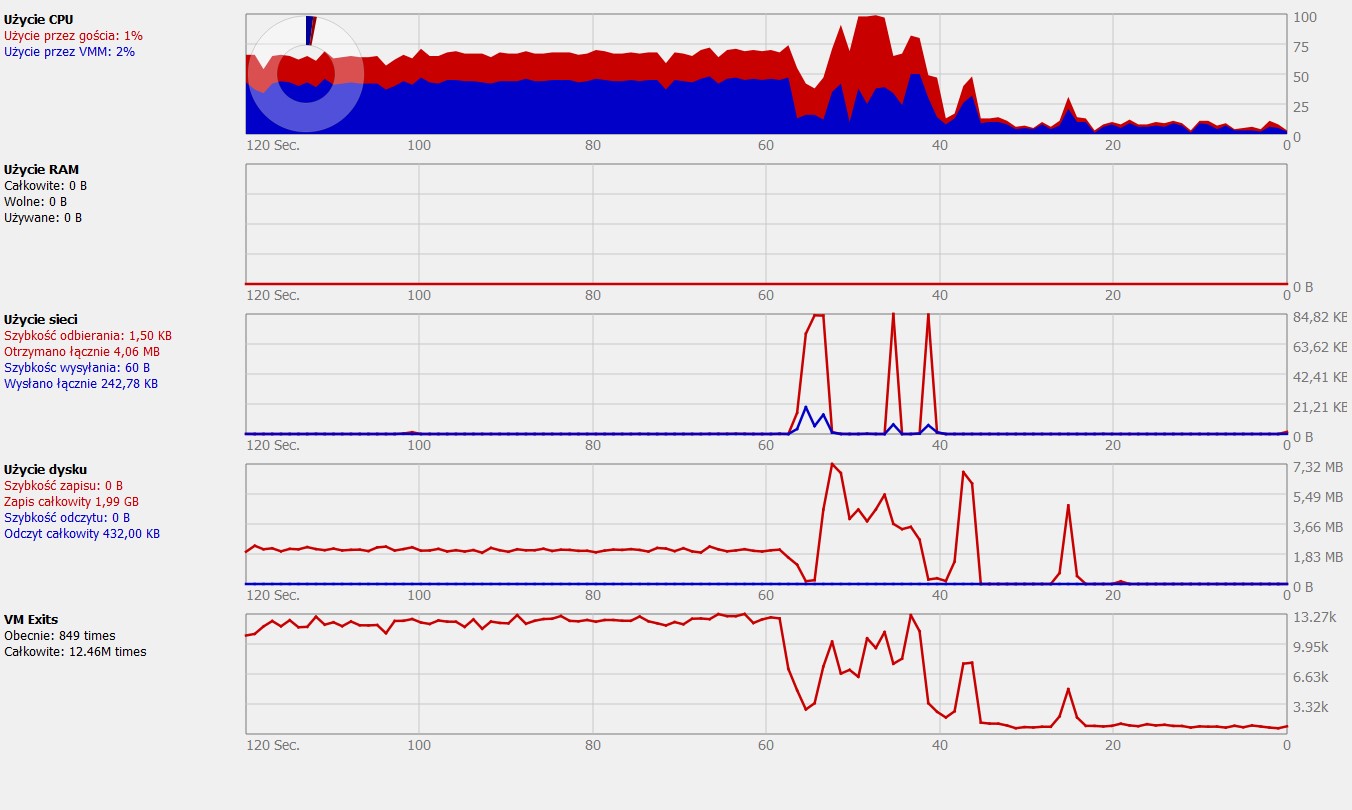 Użycie CPU
Użycie przez gościa: 1%
Użycie przez VMM: 2%
100
75
50
25
0
120 Sec.
100
80
60
40
20
0
Użycie RAM
Całkowite: 0 B
Wolne: 0 B
Używane: 0 B
0 B
120 Sec.
100
80
60
40
20
0
Użycie sieci
Szybkość odbierania: 1,50 KB
Otrzymano łącznie 4,06 MB
Szybkośc wysyłania: 60 B
Wysłano łącznie 242,78 KB
84,82 KB
63,62 KB
42,41 KB
21,21 KB
0 B
120 Sec.
100
80
60
40
20
0
Użycie dysku
Szybkość zapisu: 0 B
Zapis całkowity 1,99 GB
Szybkość odczytu: 0 B
Odczyt całkowity 432,00 KB
7,32 MB
5,49 MB
3,66 MB
1,83 MB
0 B
120 Sec.
100
80
60
40
20
0
VM Exits
Obecnie: 849 times
Całkowite: 12.46M times
13.27k
9.95k
6.63k
3.32k
120 Sec.
100
80
60
40
20
0